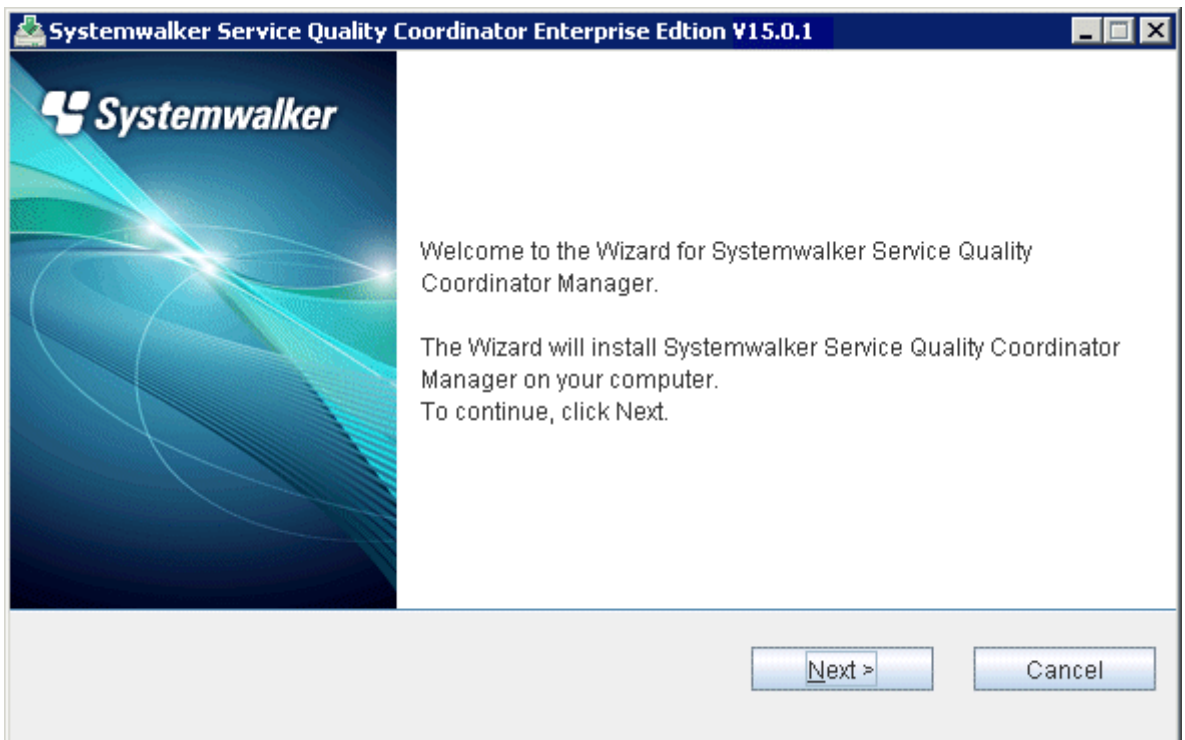 Systemwalker Service Quality Coordinator Enterprise Edtion V15.0.1
Systemwalker
Welcome to the Wizard for Systemwalker Service Quality
Coordinator Manager.
The Wizard will install Systemwalker Service Quality Coordinator
Manager on your computer.
To continue, click Next.
Next >
Cancel